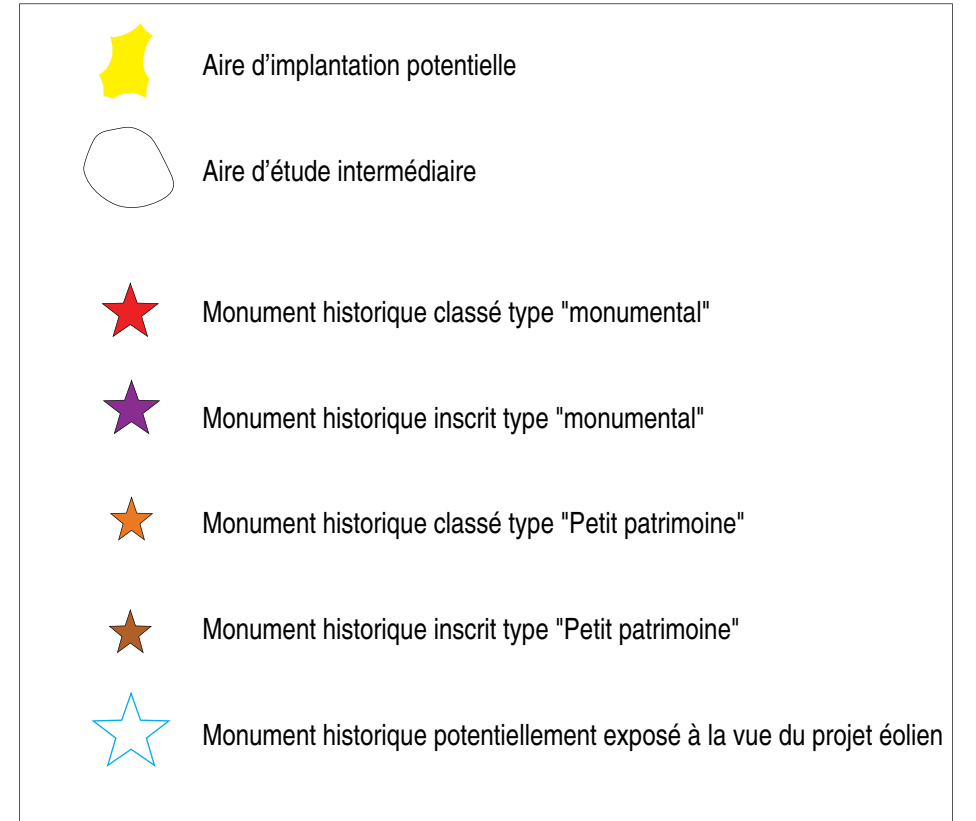 Aire d’implantation potentielle
Aire d’étude intermédiaire
Monument historique classé type "monumental"
Monument historique inscrit type "monumental"
Monument historique classé type "Petit patrimoine"
Monument historique inscrit type "Petit patrimoine"
Monument historique potentiellement exposé à la vue du projet éolien